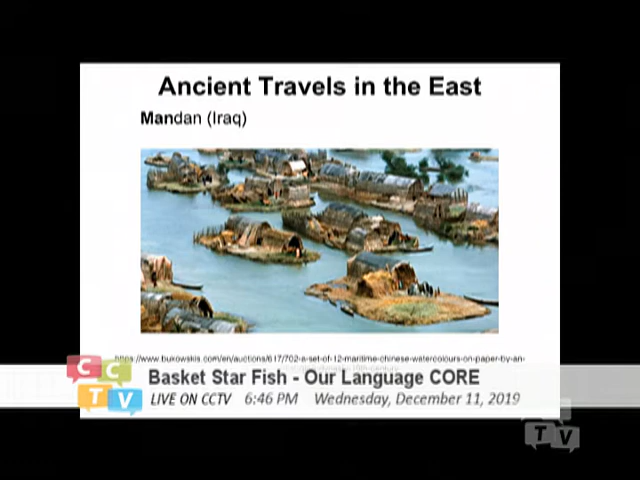 Ancient Travels in the East
Mandan (Iraq)
https://www.bukowskis.com/en/auctions/617/702-a-set-of-12-maritime-chinese-watercolours-on-paper-by-an-
Basket Star Fish - Our Language CORE
LIVE ON CCTV 6:46 PM Wednesday, December 11, 2019
CCTV
TV